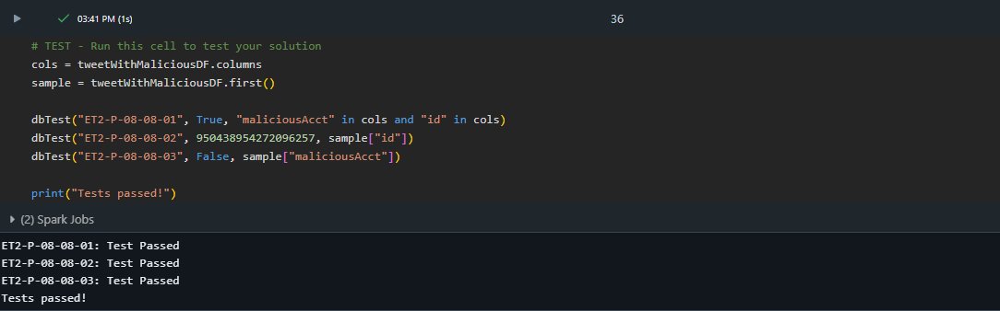 03:41 PM (1s)
36
# TEST - Run this cell to test your solution
cols = tweetWithMaliciousDF.columns
sample = tweetWithMaliciousDF.first()
dbTest("ET2-P-08-08-01", True, "maliciousAcct" in cols and "id" in cols)
dbTest("ET2-P-08-08-02", 950438954272096257, sample["id"])
dbTest("ET2-P-08-08-03", False, sample["maliciousAcct"])
print("Tests passed!")
(2) Spark Jobs
ET2-P-08-08-01: Test Passed
ET2-P-08-08-02: Test Passed
ET2-P-08-08-03: Test Passed
Tests passed!